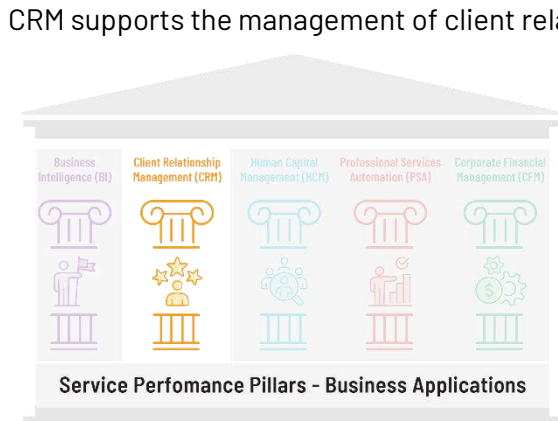 CRM supports the management of client rela
Business
Intelligence (BI)
Client Relationship
Management (CRM)
Human Capital
Management (HCM)
Professional Services
Automation (PSA)
Corporate Financial
Management (CFM)
$
Service Perfomance Pillars - Business Applications